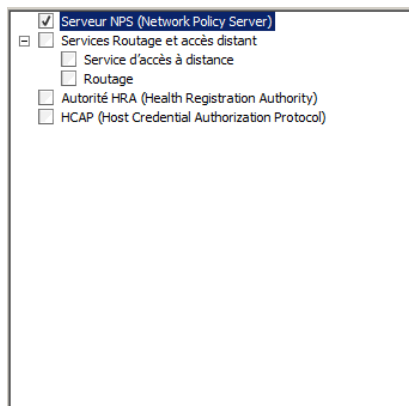 Serveur NPS (Network Policy Server)
Services Routage et accès distant
Service d'accès à distance
Routage
Autorité HRA (Health Registration Authority)
HCAP (Host Credential Authorization Protocol)